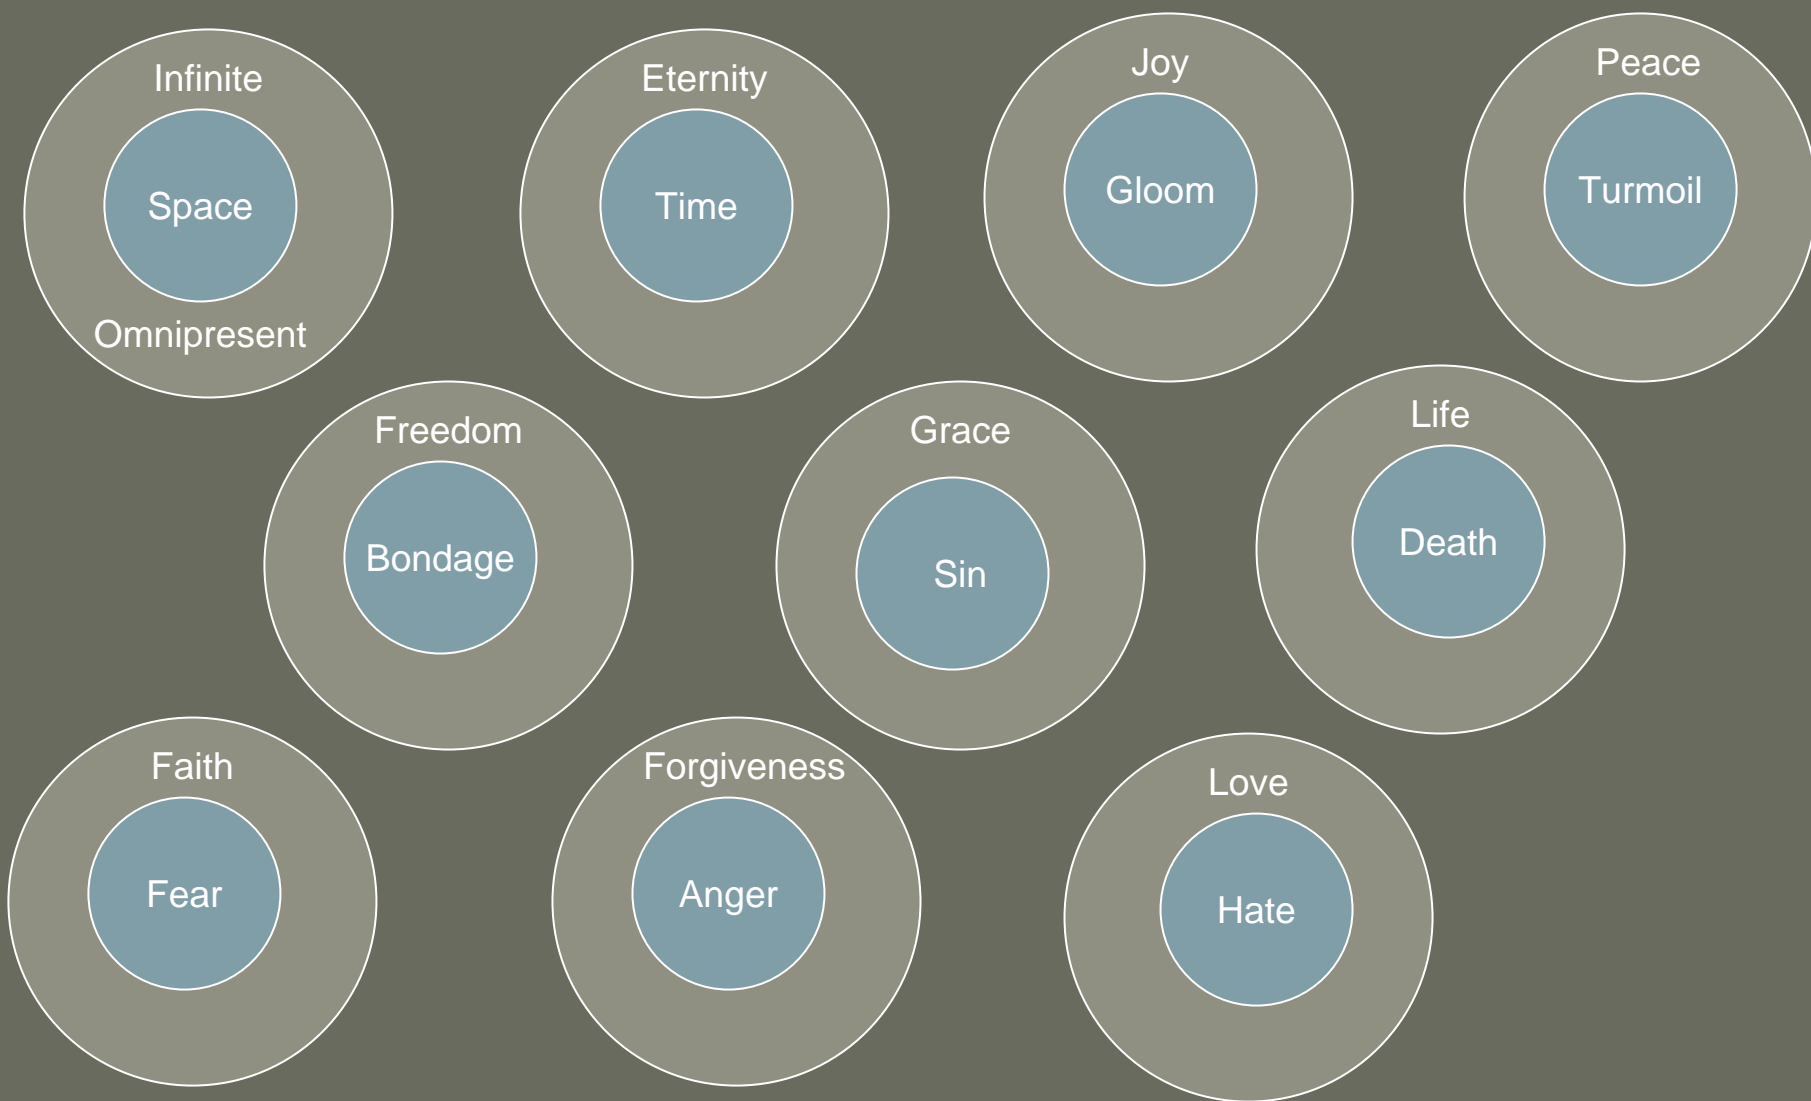 Infinite
Space
Omnipresent
Eternity
Time
Joy
Gloom
Peace
Turmoil
Freedom
Bondage
Grace
Sin
Life
Death
Faith
Fear
Forgiveness
Anger
Love
Hate